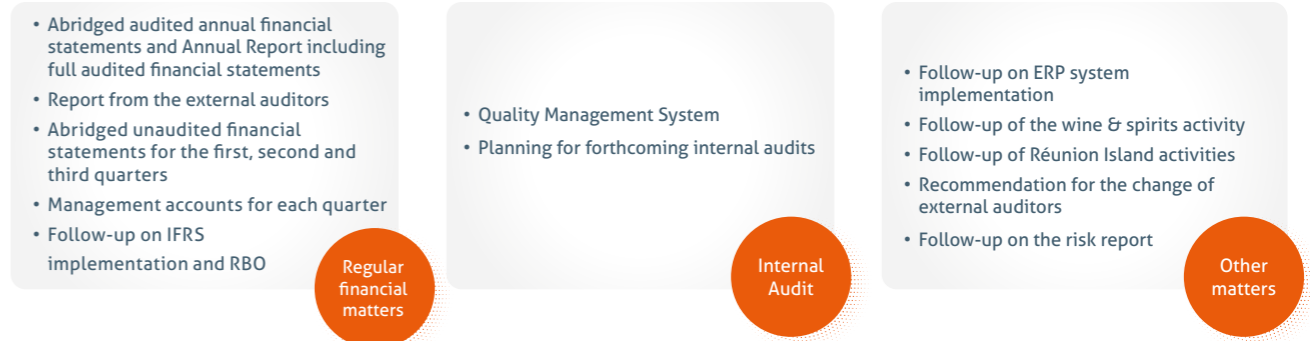 • Abridged audited annual financial
statements and Annual Report including
full audited financial statements
• Report from the external auditors
• Abridged unaudited financial
statements for the first, second and
third quarters
• Management accounts for each quarter
• Follow-up on IFRS
implementation and RBO
Regular
financial
matters
• Quality Management System
• Planning for forthcoming internal audits
Internal
Audit
• Follow-up on ERP system
implementation
• Follow-up of the wine & spirits activity
• Follow-up of Réunion Island activities
• Recommendation for the change of
external auditors
• Follow-up on the risk report
Other
matters